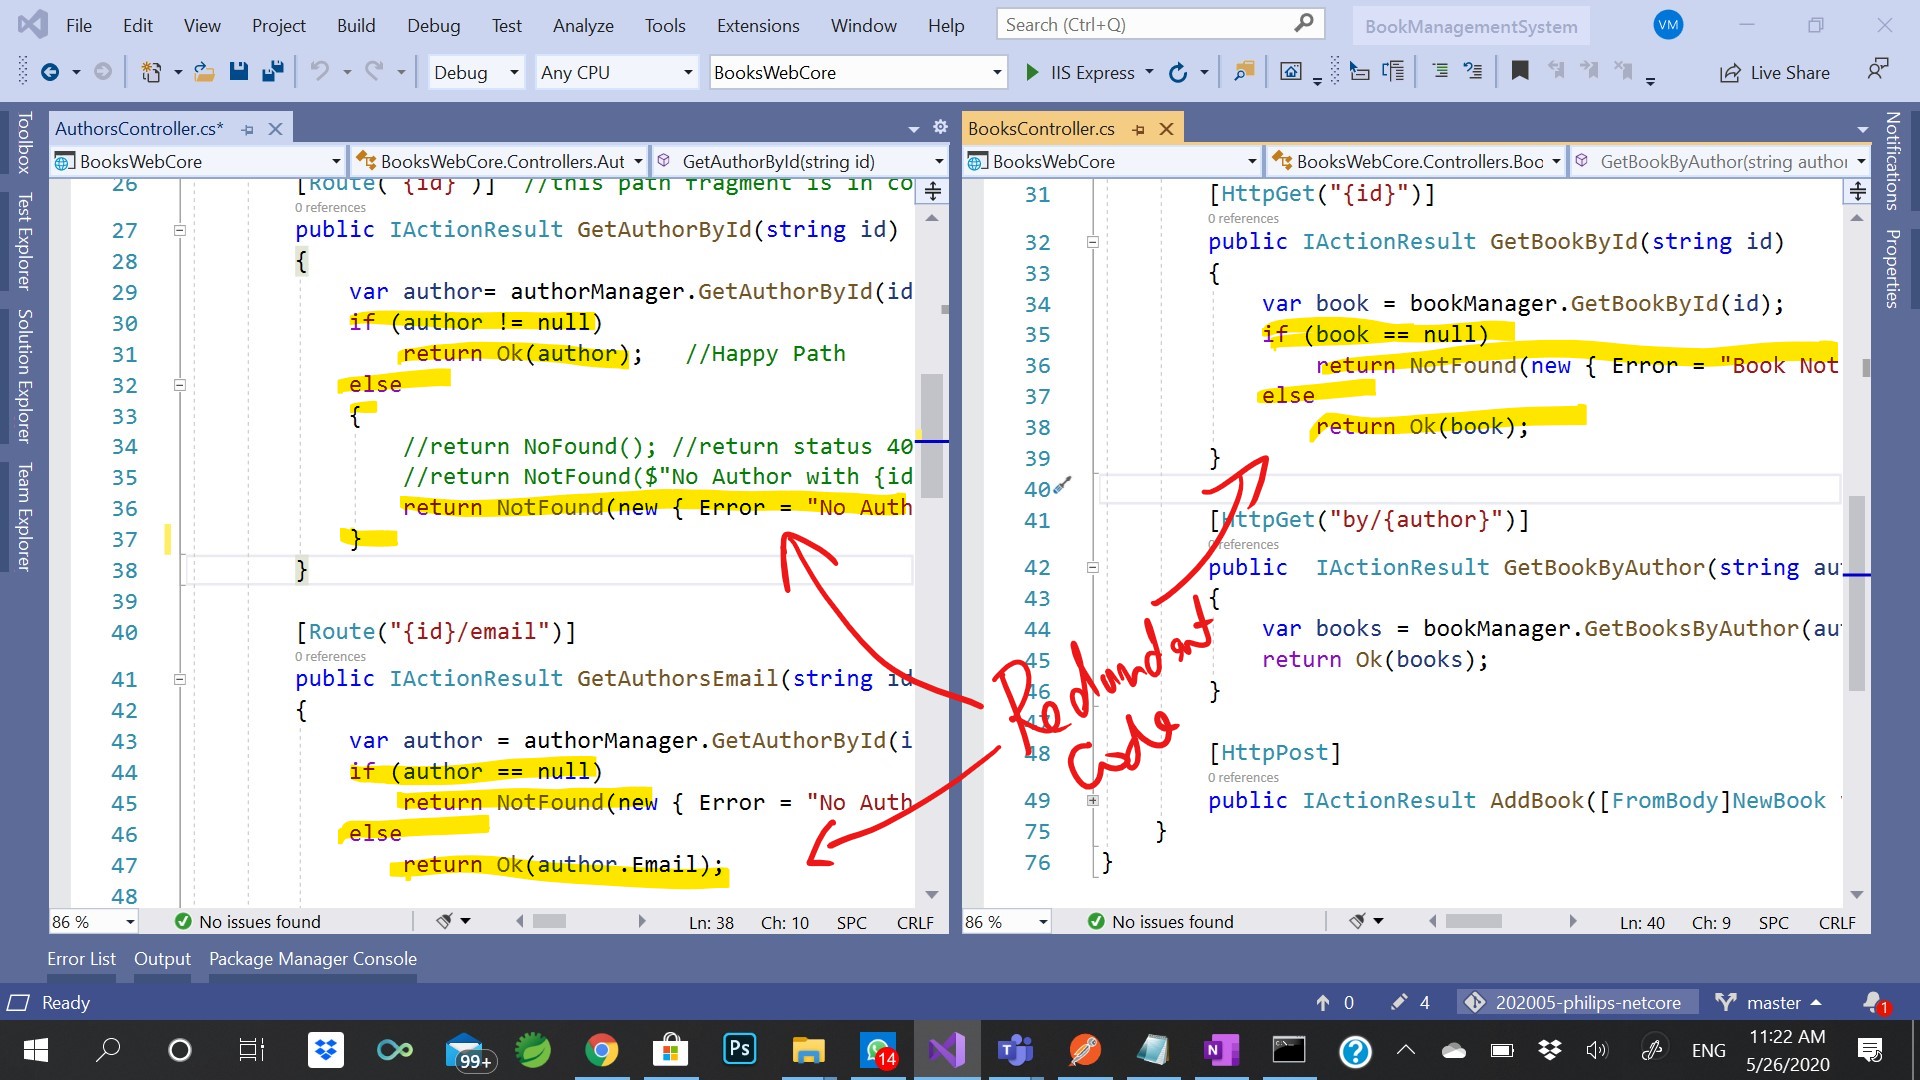 File Edit View Project Build Debug Test Analyze Tools Extensions Window Help Search (Ctrl+Q) BookManagementSystem VM
Debug Any CPU BooksWebCore IIS Express Live Share
Toolbox
Test Explorer
Solution Explorer
Team Explorer
AuthorsController.cs*
BooksWebCore BooksWebCore.Controllers.Aut GetAuthorById(string id)
26 [Route("{id}")] //this path fragment is in co
0 references
27 public IActionResult GetAuthorById(string id)
28 {
29 var author= authorManager.GetAuthorById(id
30 if (author != null)
31 return Ok(author); //Happy Path
32 else
33 {
34 //return NoFound(); //return status 40
35 //return NotFound($"No Author with {id
36 return NotFound(new { Error = "No Auth
37 }
38 }
39
40 [Route("{id}/email")]
0 references
41 public IActionResult GetAuthorsEmail(string id
42 {
43 var author = authorManager.GetAuthorById(i
44 if (author == null)
45 return NotFound(new { Error = "No Auth
46 else
47 return Ok(author.Email);
48
86 % No issues found Ln: 38 Ch: 10 SPC CRLF
BooksController.cs
BooksWebCore BooksWebCore.Controllers.Boo GetBookByAuthor(string author
31 [HttpGet("{id}")]
0 references
32 public IActionResult GetBookById(string id)
33 {
34 var book = bookManager.GetBookById(id);
35 if (book == null)
36 return NotFound(new { Error = "Book Not
37 else
38 return Ok(book);
39 }
40
41 [HttpGet("by/{author}")]
0 references
42 public IActionResult GetBookByAuthor(string au
43 {
44 var books = bookManager.GetBooksByAuthor(au
45 return Ok(books);
46 }
47
48 [HttpPost]
0 references
49 public IActionResult AddBook([FromBody]NewBook
75 }
76 }
86 % No issues found Ln: 40 Ch: 9 SPC CRLF
Redundant
Code
Notifications
Properties
Error List Output Package Manager Console
Ready 0 4 202005-philips-netcore master 1
99+ Ps 14 T N ENG 11:22 AM
5/26/2020